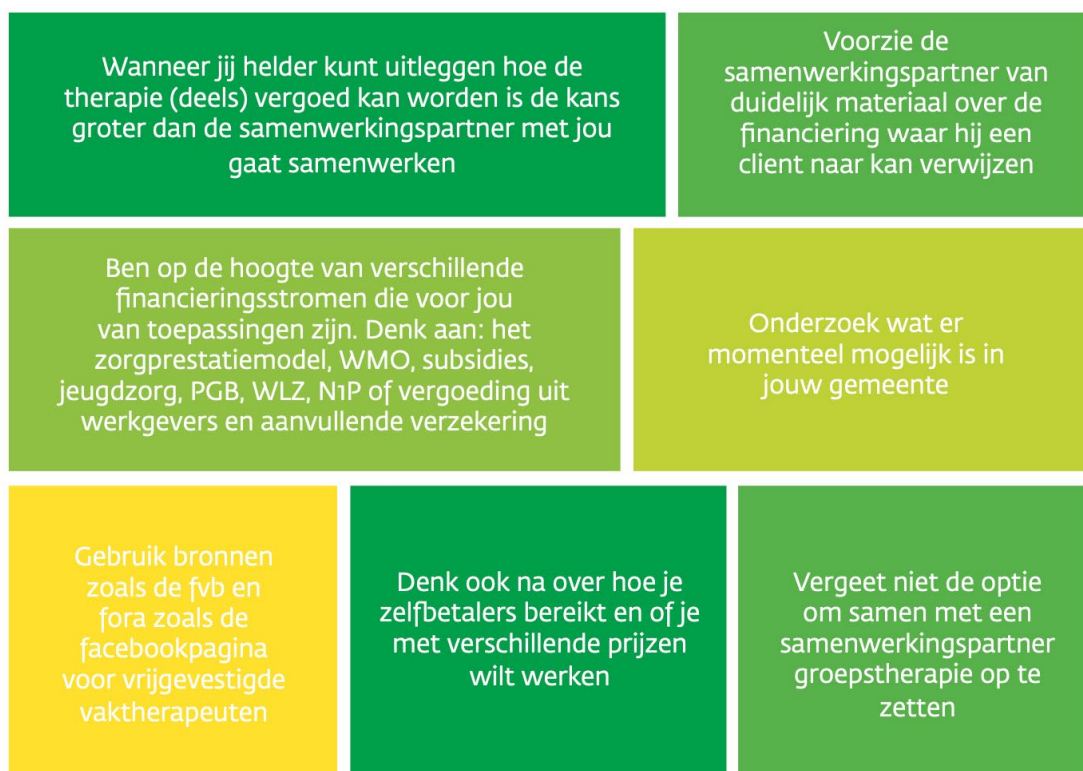 Wanneer jij helder kunt uitleggen hoe de
therapie (deels) vergoed kan worden is de kans
groter dan de samenwerkingspartner met jou
gaat samenwerken
Voorzie de
samenwerkingspartner van
duidelijk materiaal over de
financiering waar hij een
client naar kan verwijzen
Ben op de hoogte van verschillende
financieringsstromen die voor jou
van toepassingen zijn. Denk aan: het
zorgprestatiemodel, WMO, subsidies,
jeugdzorg, PGB, WLZ, N1P of vergoeding uit
werkgevers en aanvullende verzekering
Onderzoek wat er
momenteel mogelijk is in
jouw gemeente
Gebruik bronnen
zoals de fvb en
fora zoals de
facebookpagina
voor vrijgevestigde
vaktherapeuten
Denk ook na over hoe je
zelfbetalers bereikt en of je
met verschillende prijzen
wilt werken
Vergeet niet de optie
om samen met een
samenwerkingspartner
groepstherapie op te
zetten